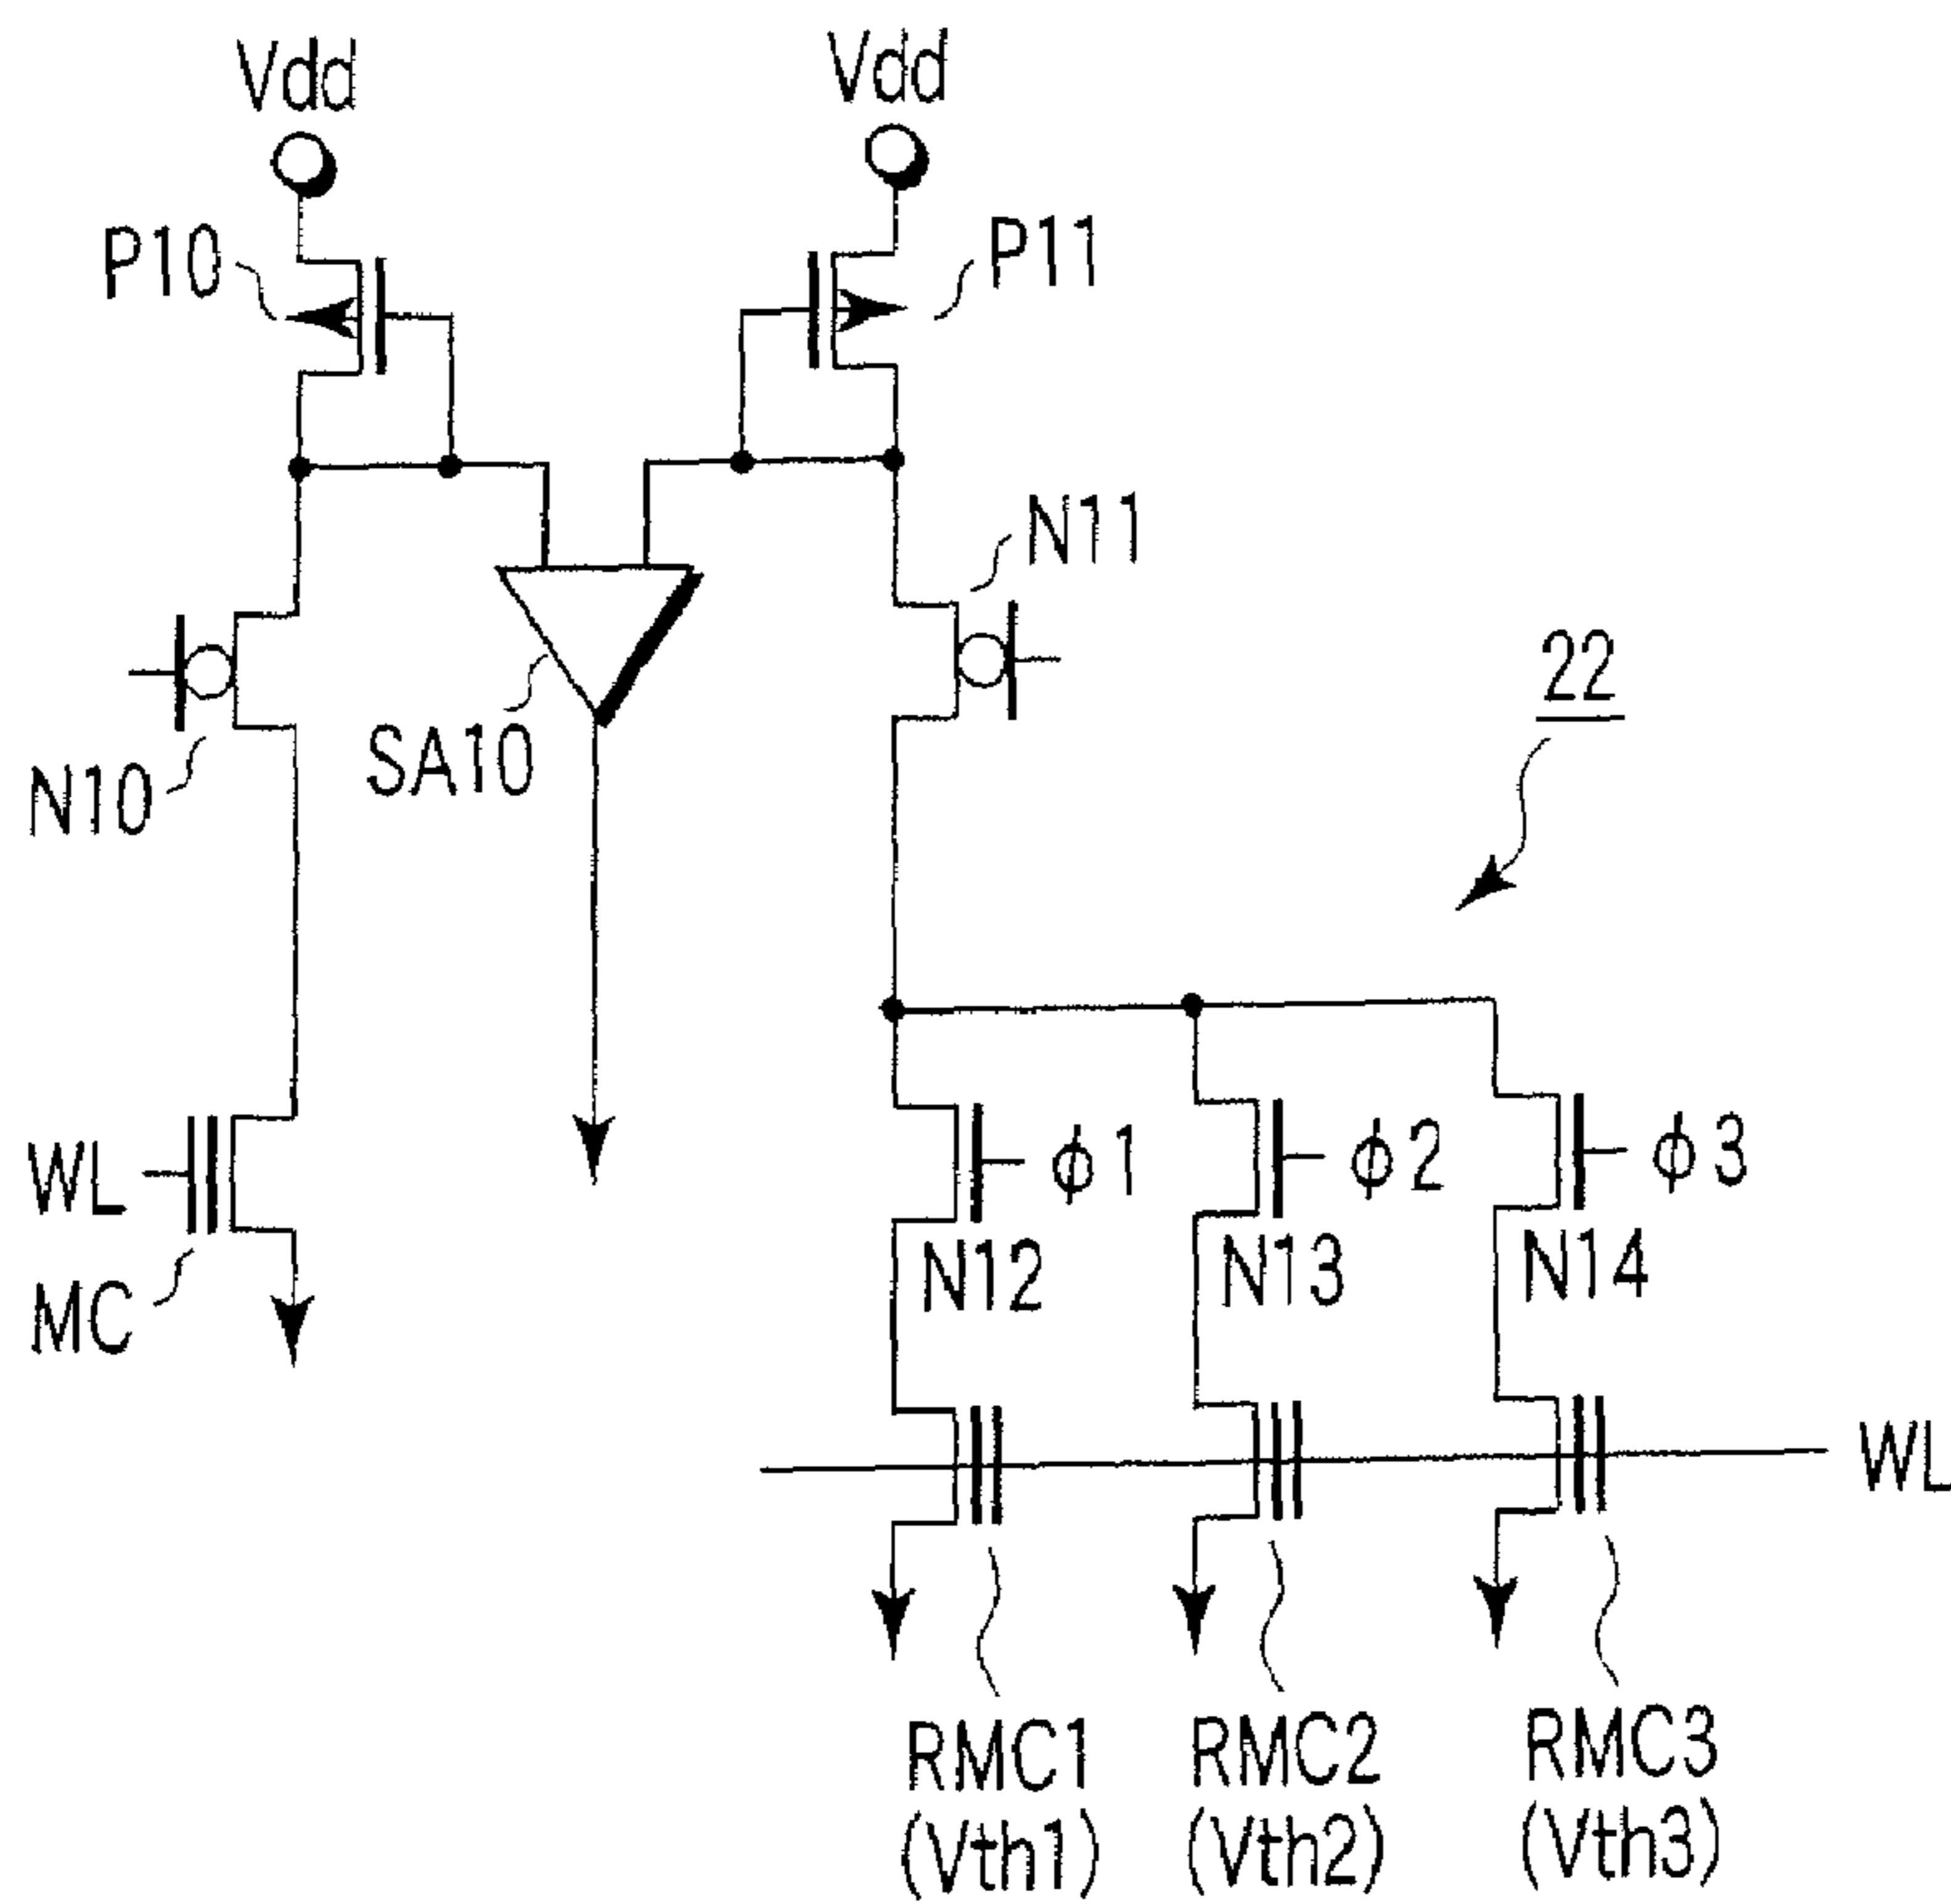 Vdd
Vdd
P10
P11
N11
22
SA10
N10
WL
ϕ1
ϕ2
ϕ3
N12
N13
N14
MC
WL
RMC1
(Vth1)
RMC2
(Vth2)
RMC3
(Vth3)